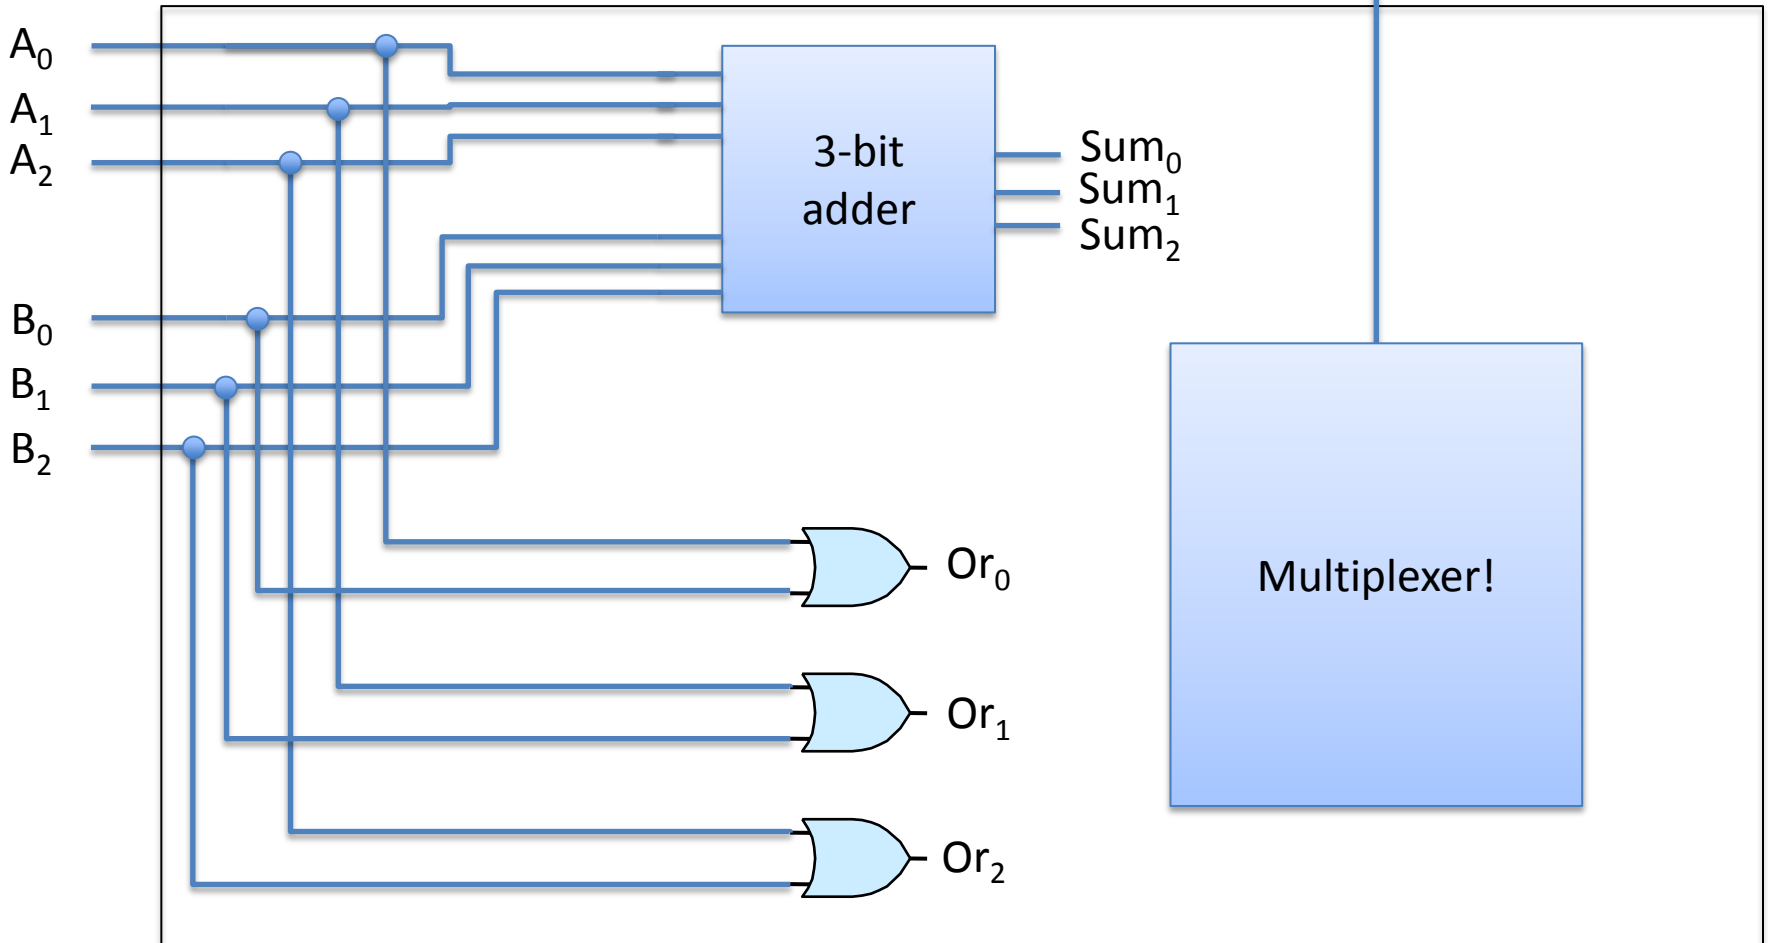 A0
A1
A2
B0
B1
B2
3-bit
adder
Sum0
Sum1
Sum2
Multiplexer!
Or0
Or1
Or2